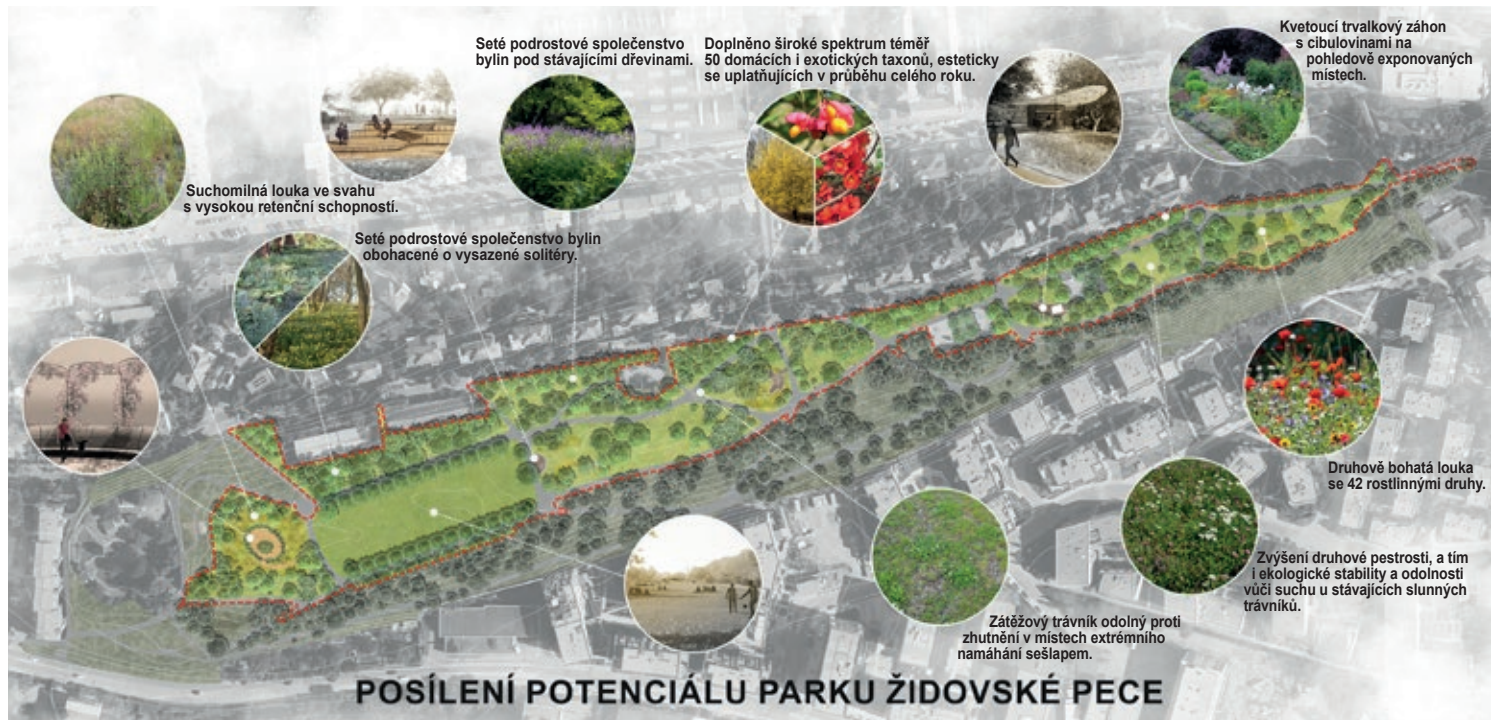 Seté podrostové společenstvo
bylin pod stávajícími dřevinami.
Doplněno široké spektrum téměř
50 domácích i exotických taxonů, esteticky
se uplatňujících v průběhu celého roku.
Kvetoucí trvalkový záhon
s cibulovinami na
pohledově exponovaných
místech.
Suchomilná louka ve svahu
s vysokou retenční schopností.
Seté podrostové společenstvo bylin
obohacené o vysazené solitéry.
Druhově bohatá louka
se 42 rostlinnými druhy.
Zvýšení druhové pestrosti, a tím
i ekologické stability a odolnosti
vůči suchu u stávajících slunných
trávníků.
Zátěžový trávník odolný proti
zhutnění v místech extrémního
namáhání sešlapem.
POSÍLENÍ POTENCIÁLU PARKU ŽIDOVSKÉ PECE